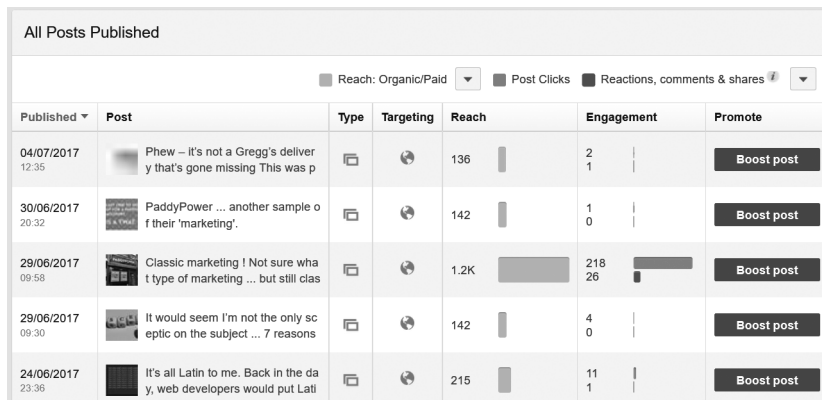 All Posts Published
Reach: Organic/Paid Post Clicks Reactions, comments & shares i
Published Post Type Targeting Reach Engagement Promote
04/07/2017
12:35
Phew – it's not a Gregg's deliver
y that's gone missing This was p
136
2
1
Boost post
30/06/2017
20:32
PaddyPower ... another sample o
f their 'marketing'.
142
1
0
Boost post
29/06/2017
09:58
Classic marketing ! Not sure wha
t type of marketing ... but still clas
1.2K
218
26
Boost post
29/06/2017
09:30
It would seem I'm not the only sc
eptic on the subject ... 7 reasons
142
4
0
Boost post
24/06/2017
23:36
It's all Latin to me. Back in the da
y, web developers would put Lati
215
11
1
Boost post